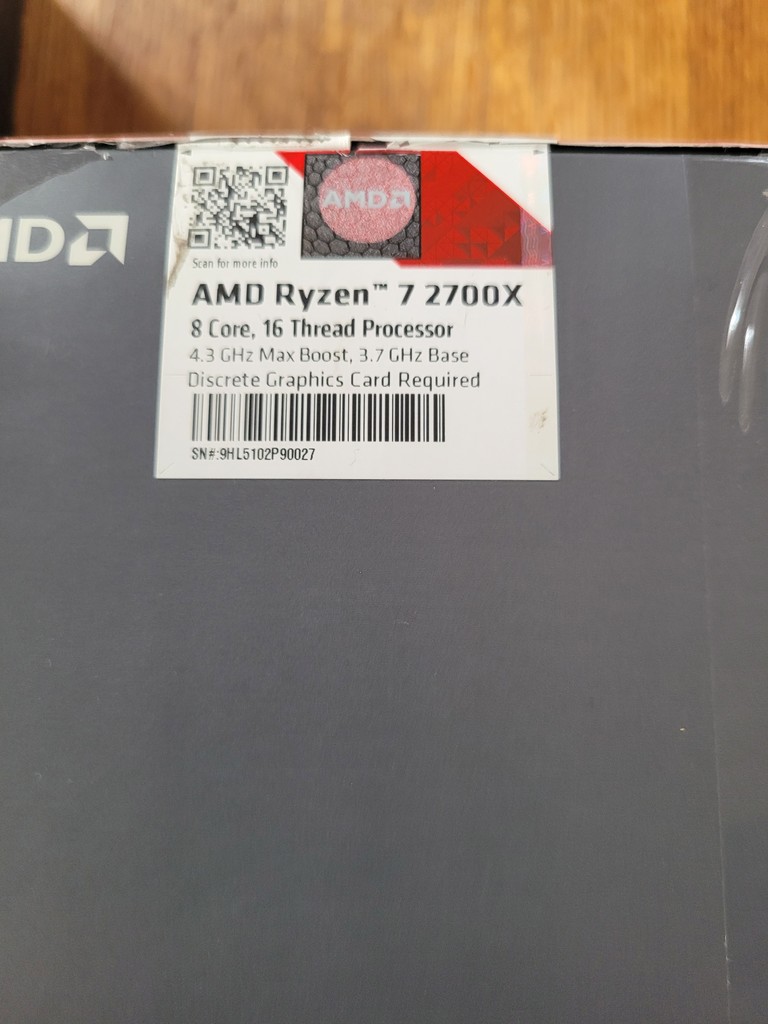 AMD
Scan for more info
AMD Ryzen™ 7 2700X
8 Core, 16 Thread Processor
4.3 GHz Max Boost, 3.7 GHz Base
Discrete Graphics Card Required
SN#:9HL5102P90027